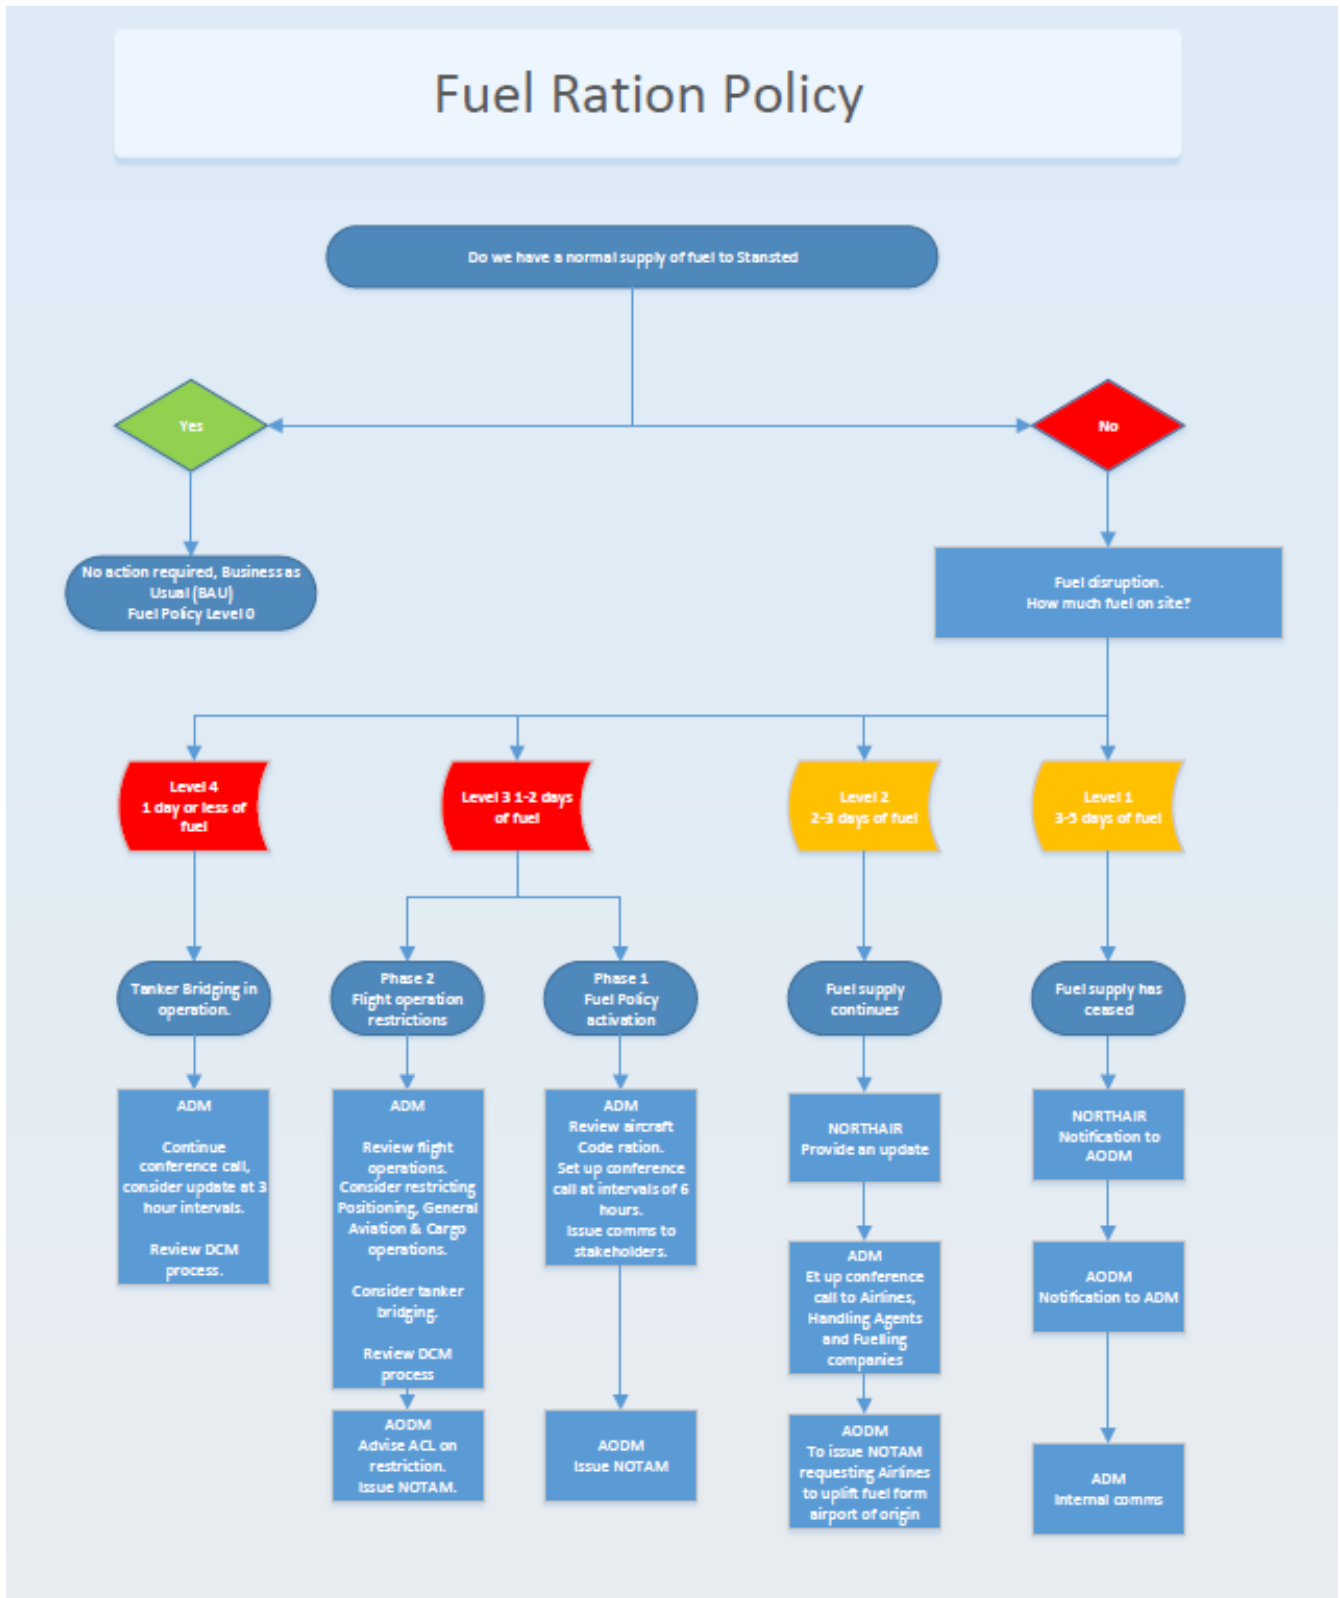 Fuel Ration Policy
Do we have a normal supply of fuel to Stansted
Yes
No
No action required, Business as
Usual (BAU)
Fuel Policy Level 0
Fuel disruption.
How much fuel on site?
Level 4
1 day or less of
fuel
Level 3 1-2 days
of fuel
Level 2
2-3 days of fuel
Level 1
3-5 days of fuel
Tanker Bridging in
operation.
Phase 2
Flight operation
restrictions
Phase 1
Fuel Policy
activation
Fuel supply
continues
Fuel supply has
ceased
ADM
Continue
conference call,
consider update at 3
hour intervals.
Review DCM
process.
ADM
Review flight
operations.
Consider restricting
Positioning, General
Aviation & Cargo
operations.
Consider tanker
bridging.
Review DCM
process
ADM
Review aircraft
Code ration.
Set up conference
call at intervals of 6
hours.
Issue comms to
stakeholders.
NORTHAIR
Provide an update
NORTHAIR
Notification to
AODM
ADM
Et up conference
call to Airlines,
Handling Agents
and Fuelling
companies
AODM
Notification to ADM
AODM
Advise ACL on
restriction.
Issue NOTAM.
AODM
Issue NOTAM
AODM
To issue NOTAM
requesting Airlines
to uplift fuel form
airport of origin
ADM
Internal comms